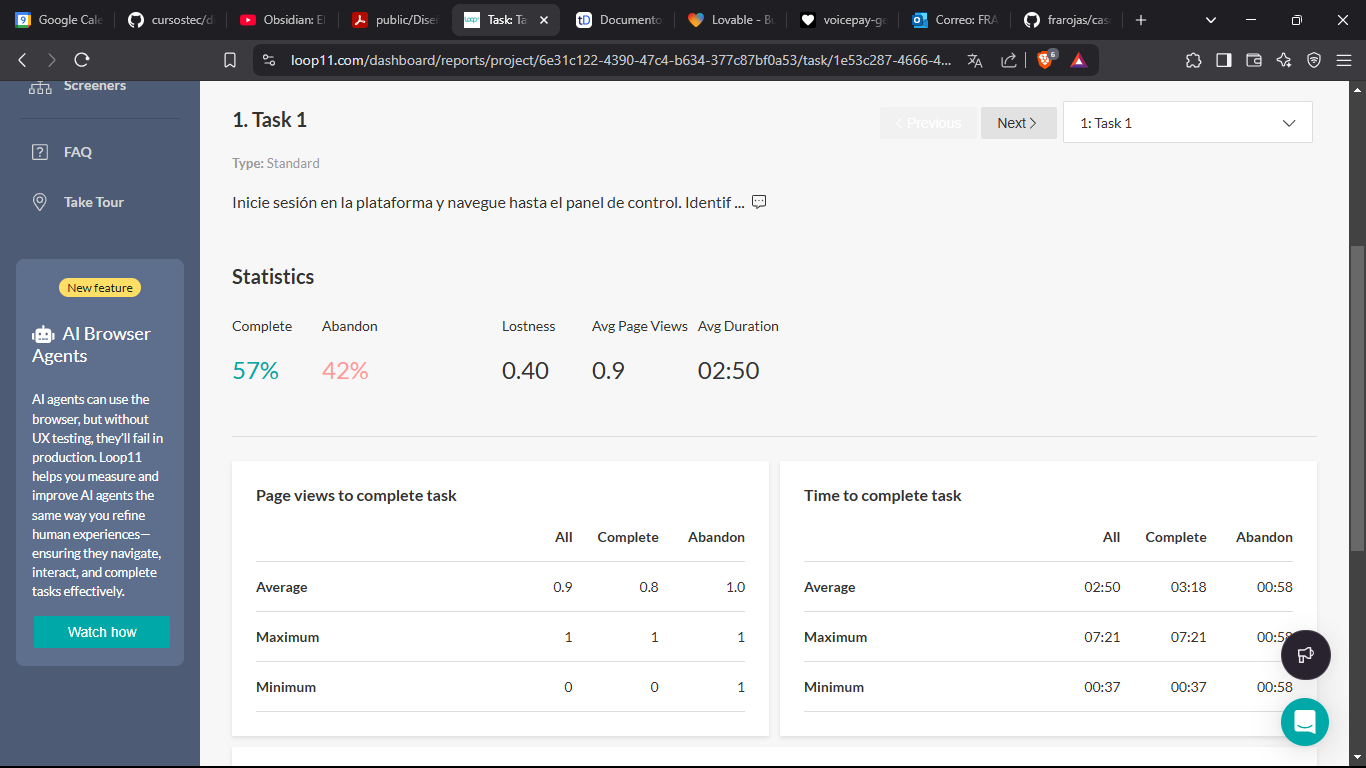 Google Cale
cursostec/di
Obsidian: El
public/Diseñ
Task: Ta
Documento
Lovable - Bu
voicepay-ge
Correo: FRA
frarojas/caso
loop11.com/dashboard/reports/project/6e31c122-4390-47c4-b634-377c87bf0a53/task/1e53c287-4666-4...
6
Screeners
FAQ
Take Tour
New feature
AI Browser
Agents
AI agents can use the
browser, but without
UX testing, they'll fail in
production. Loop11
helps you measure and
improve AI agents the
same way you refine
human experiences—
ensuring they navigate,
interact, and complete
tasks effectively.
Watch how
1. Task 1
Previous
Next
1: Task 1
Type: Standard
Inicie sesión en la plataforma y navegue hasta el panel de control. Identif ...
Statistics
Complete Abandon Lostness Avg Page Views Avg Duration
57% 42% 0.40 0.9 02:50
Page views to complete task
All Complete Abandon
Average 0.9 0.8 1.0
Maximum 1 1 1
Minimum 0 0 1
Time to complete task
All Complete Abandon
Average 02:50 03:18 00:58
Maximum 07:21 07:21 00:58
Minimum 00:37 00:37 00:58